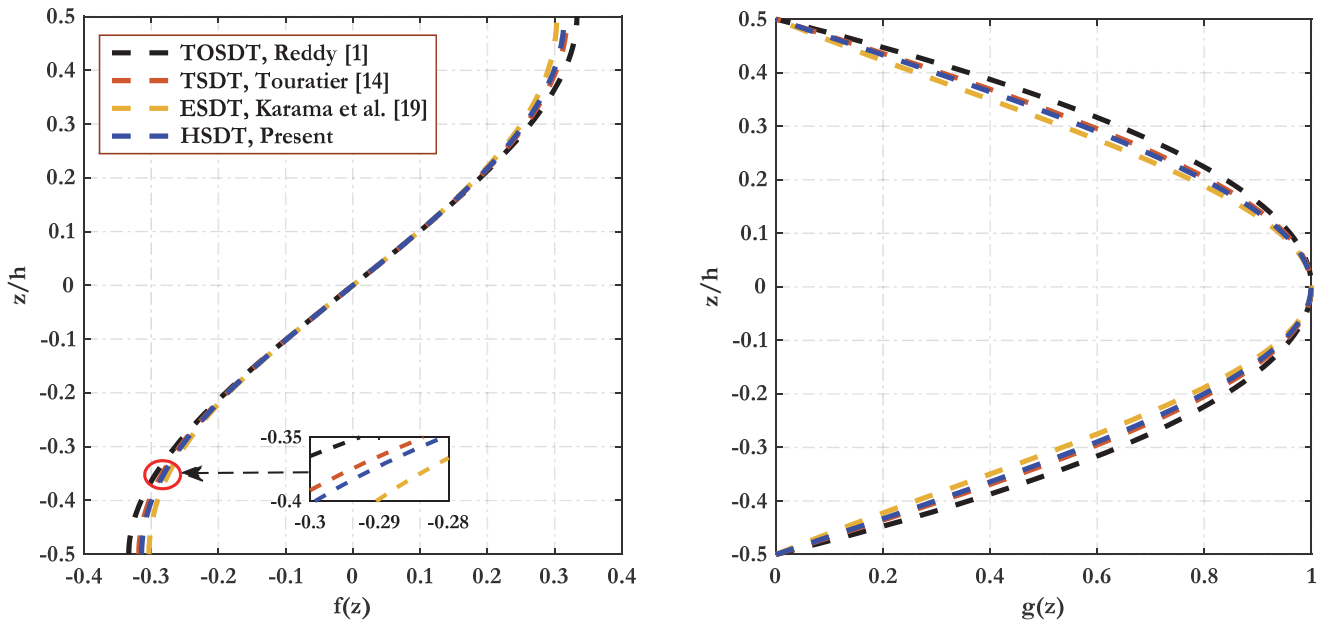 0.5
0.4
0.3
0.2
0.1
0
-0.1
-0.2
-0.3
-0.4
-0.5
z/h
TOSDT, Reddy [1]
TSDT, Touratier [14]
ESDT, Karama et al. [19]
HSDT, Present
-0.35
-0.4
-0.3 -0.29 -0.28
-0.4 -0.3 -0.2 -0.1 0 0.1 0.2 0.3 0.4
f(z)
0.5
0.4
0.3
0.2
0.1
0
-0.1
-0.2
-0.3
-0.4
-0.5
z/h
0 0.2 0.4 0.6 0.8 1
g(z)